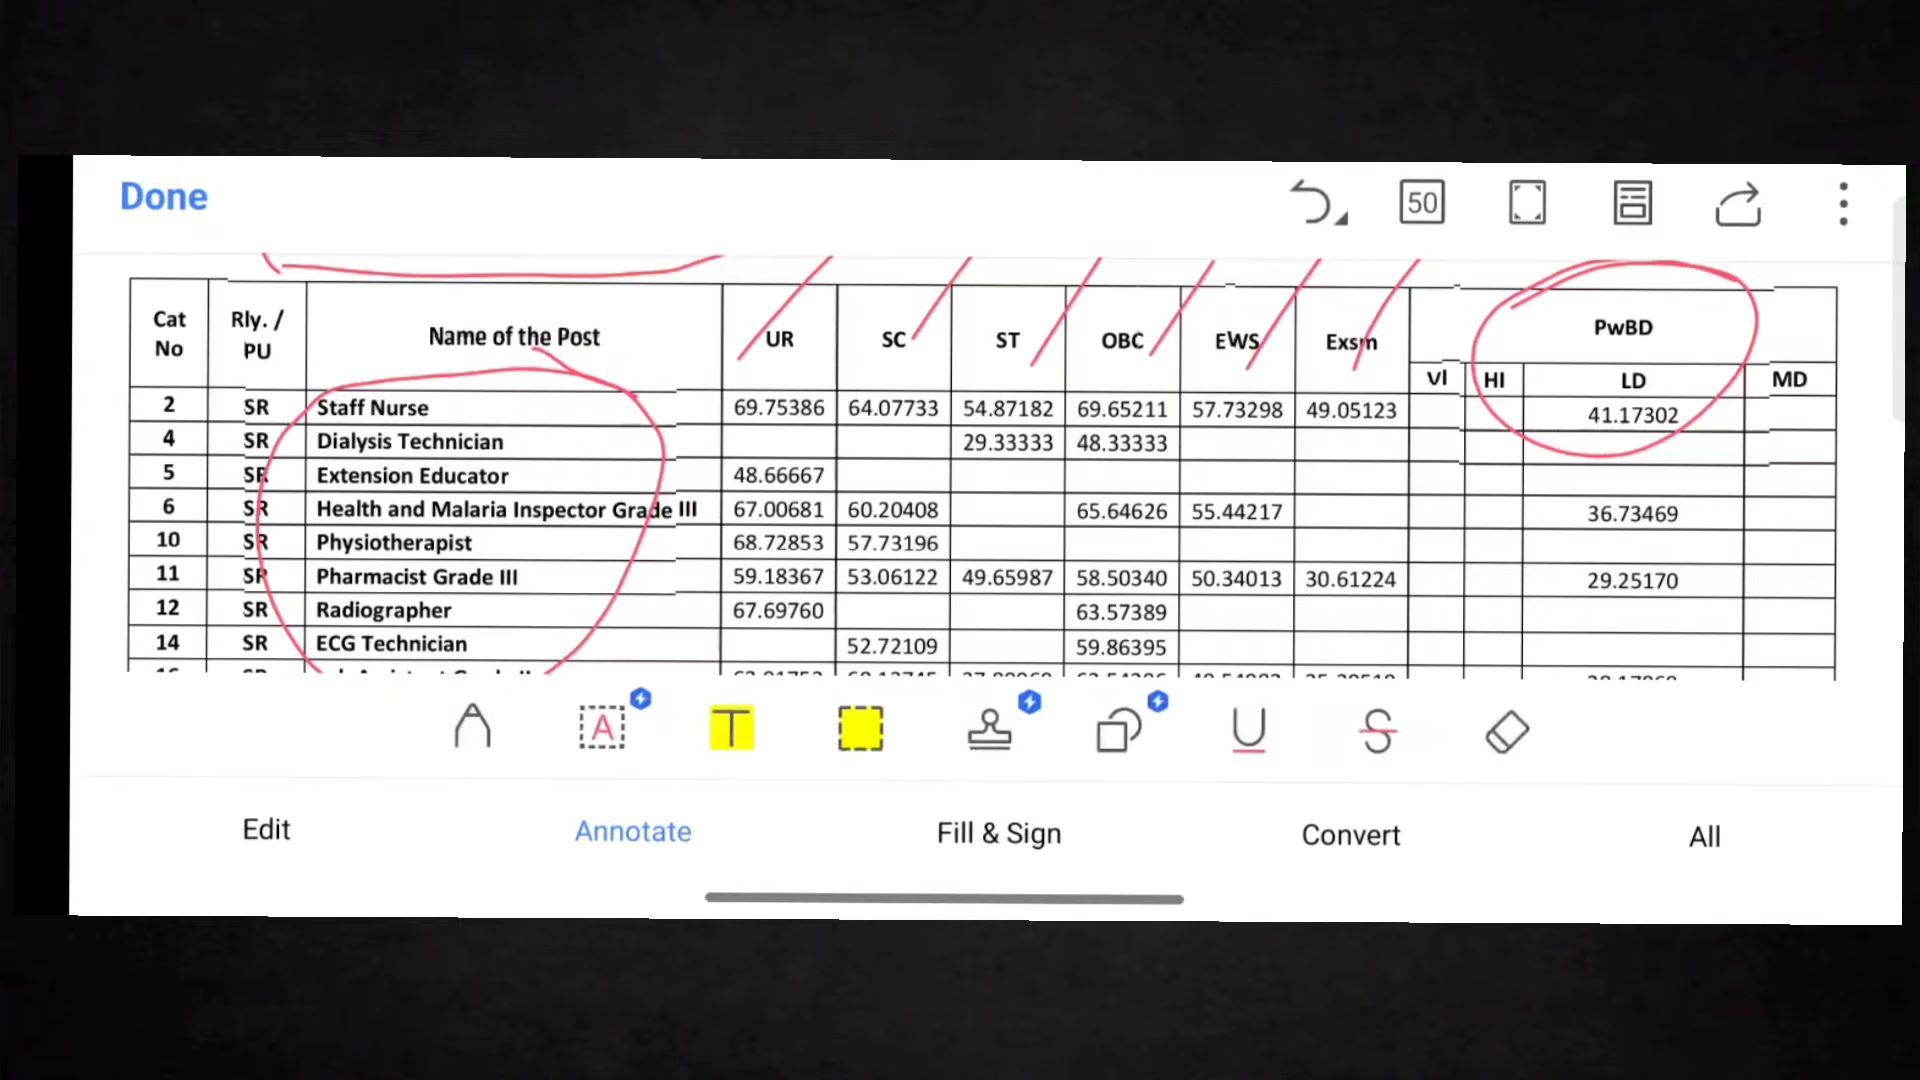 Done
50
Cat No Rly. / PU Name of the Post UR SC ST OBC EWS Exsm PwBD
VI HI LD MD
2 SR Staff Nurse 69.75386 64.07733 54.87182 69.65211 57.73298 49.05123 41.17302
4 SR Dialysis Technician 29.33333 48.33333
5 SR Extension Educator 48.66667
6 SR Health and Malaria Inspector Grade III 67.00681 60.20408 65.64626 55.44217 36.73469
10 SR Physiotherapist 68.72853 57.73196
11 SR Pharmacist Grade III 59.18367 53.06122 49.65987 58.50340 50.34013 30.61224 29.25170
12 SR Radiographer 67.69760 63.57389
14 SR ECG Technician 52.72109 59.86395
A T U S
Edit Annotate Fill & Sign Convert All